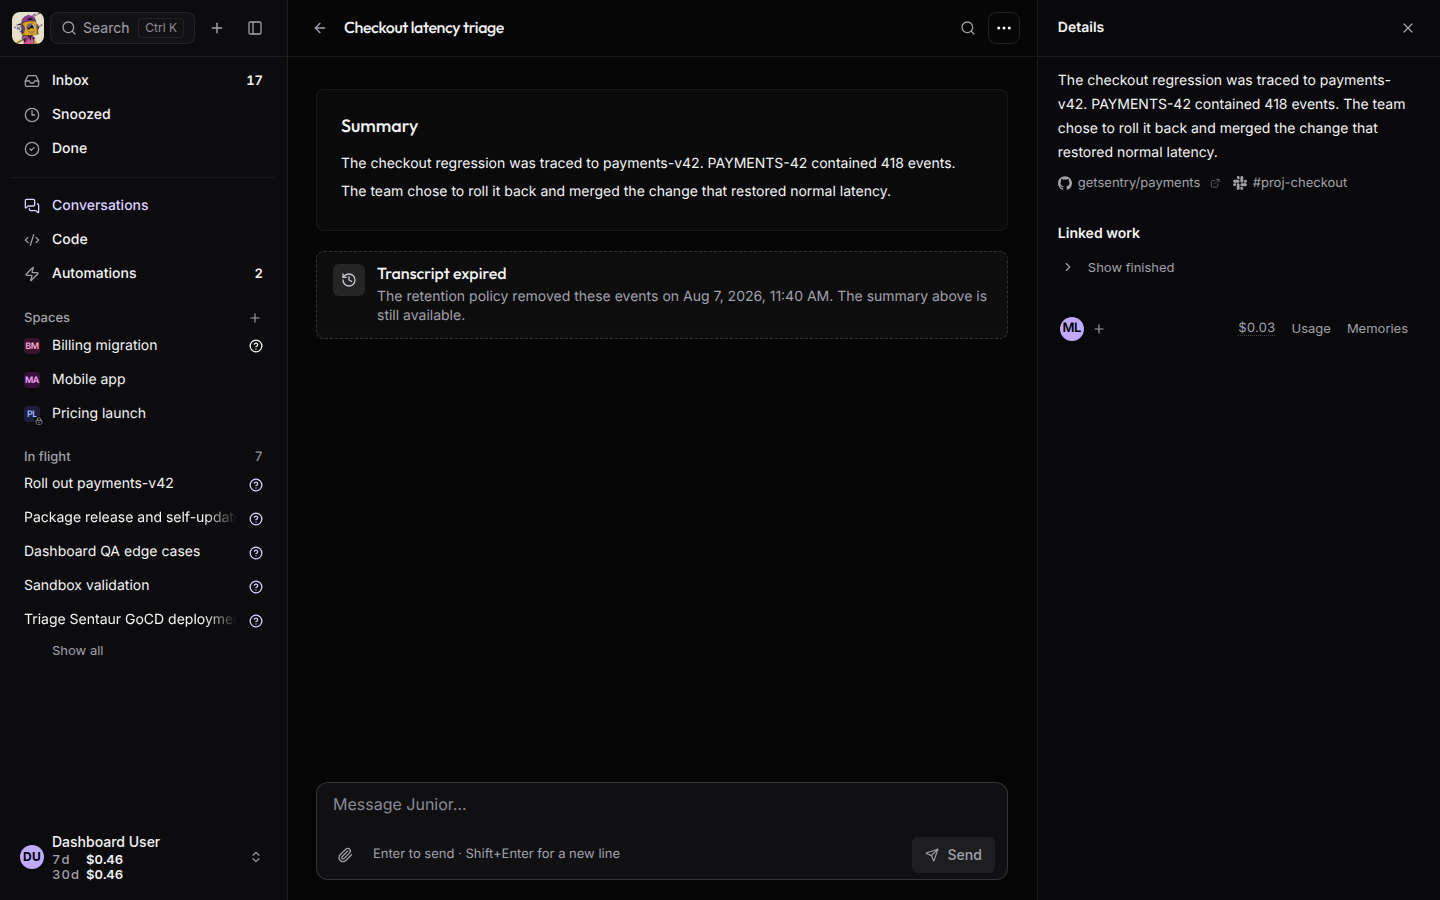 Search Ctrl K
Inbox 17
Snoozed
Done
Conversations
Code
Automations 2
Spaces
BM Billing migration
MA Mobile app
PL Pricing launch
In flight 7
Roll out payments-v42
Package release and self-updat
Dashboard QA edge cases
Sandbox validation
Triage Sentaur GoCD deployme
Show all
DU Dashboard User
7d $0.46
30d $0.46
Checkout latency triage
Summary
The checkout regression was traced to payments-v42. PAYMENTS-42 contained 418 events.
The team chose to roll it back and merged the change that restored normal latency.
Transcript expired
The retention policy removed these events on Aug 7, 2026, 11:40 AM. The summary above is
still available.
Message Junior...
Enter to send · Shift+Enter for a new line
Send
Details
The checkout regression was traced to payments-
v42. PAYMENTS-42 contained 418 events. The team
chose to roll it back and merged the change that
restored normal latency.
getsentry/payments #proj-checkout
Linked work
Show finished
ML $0.03 Usage Memories